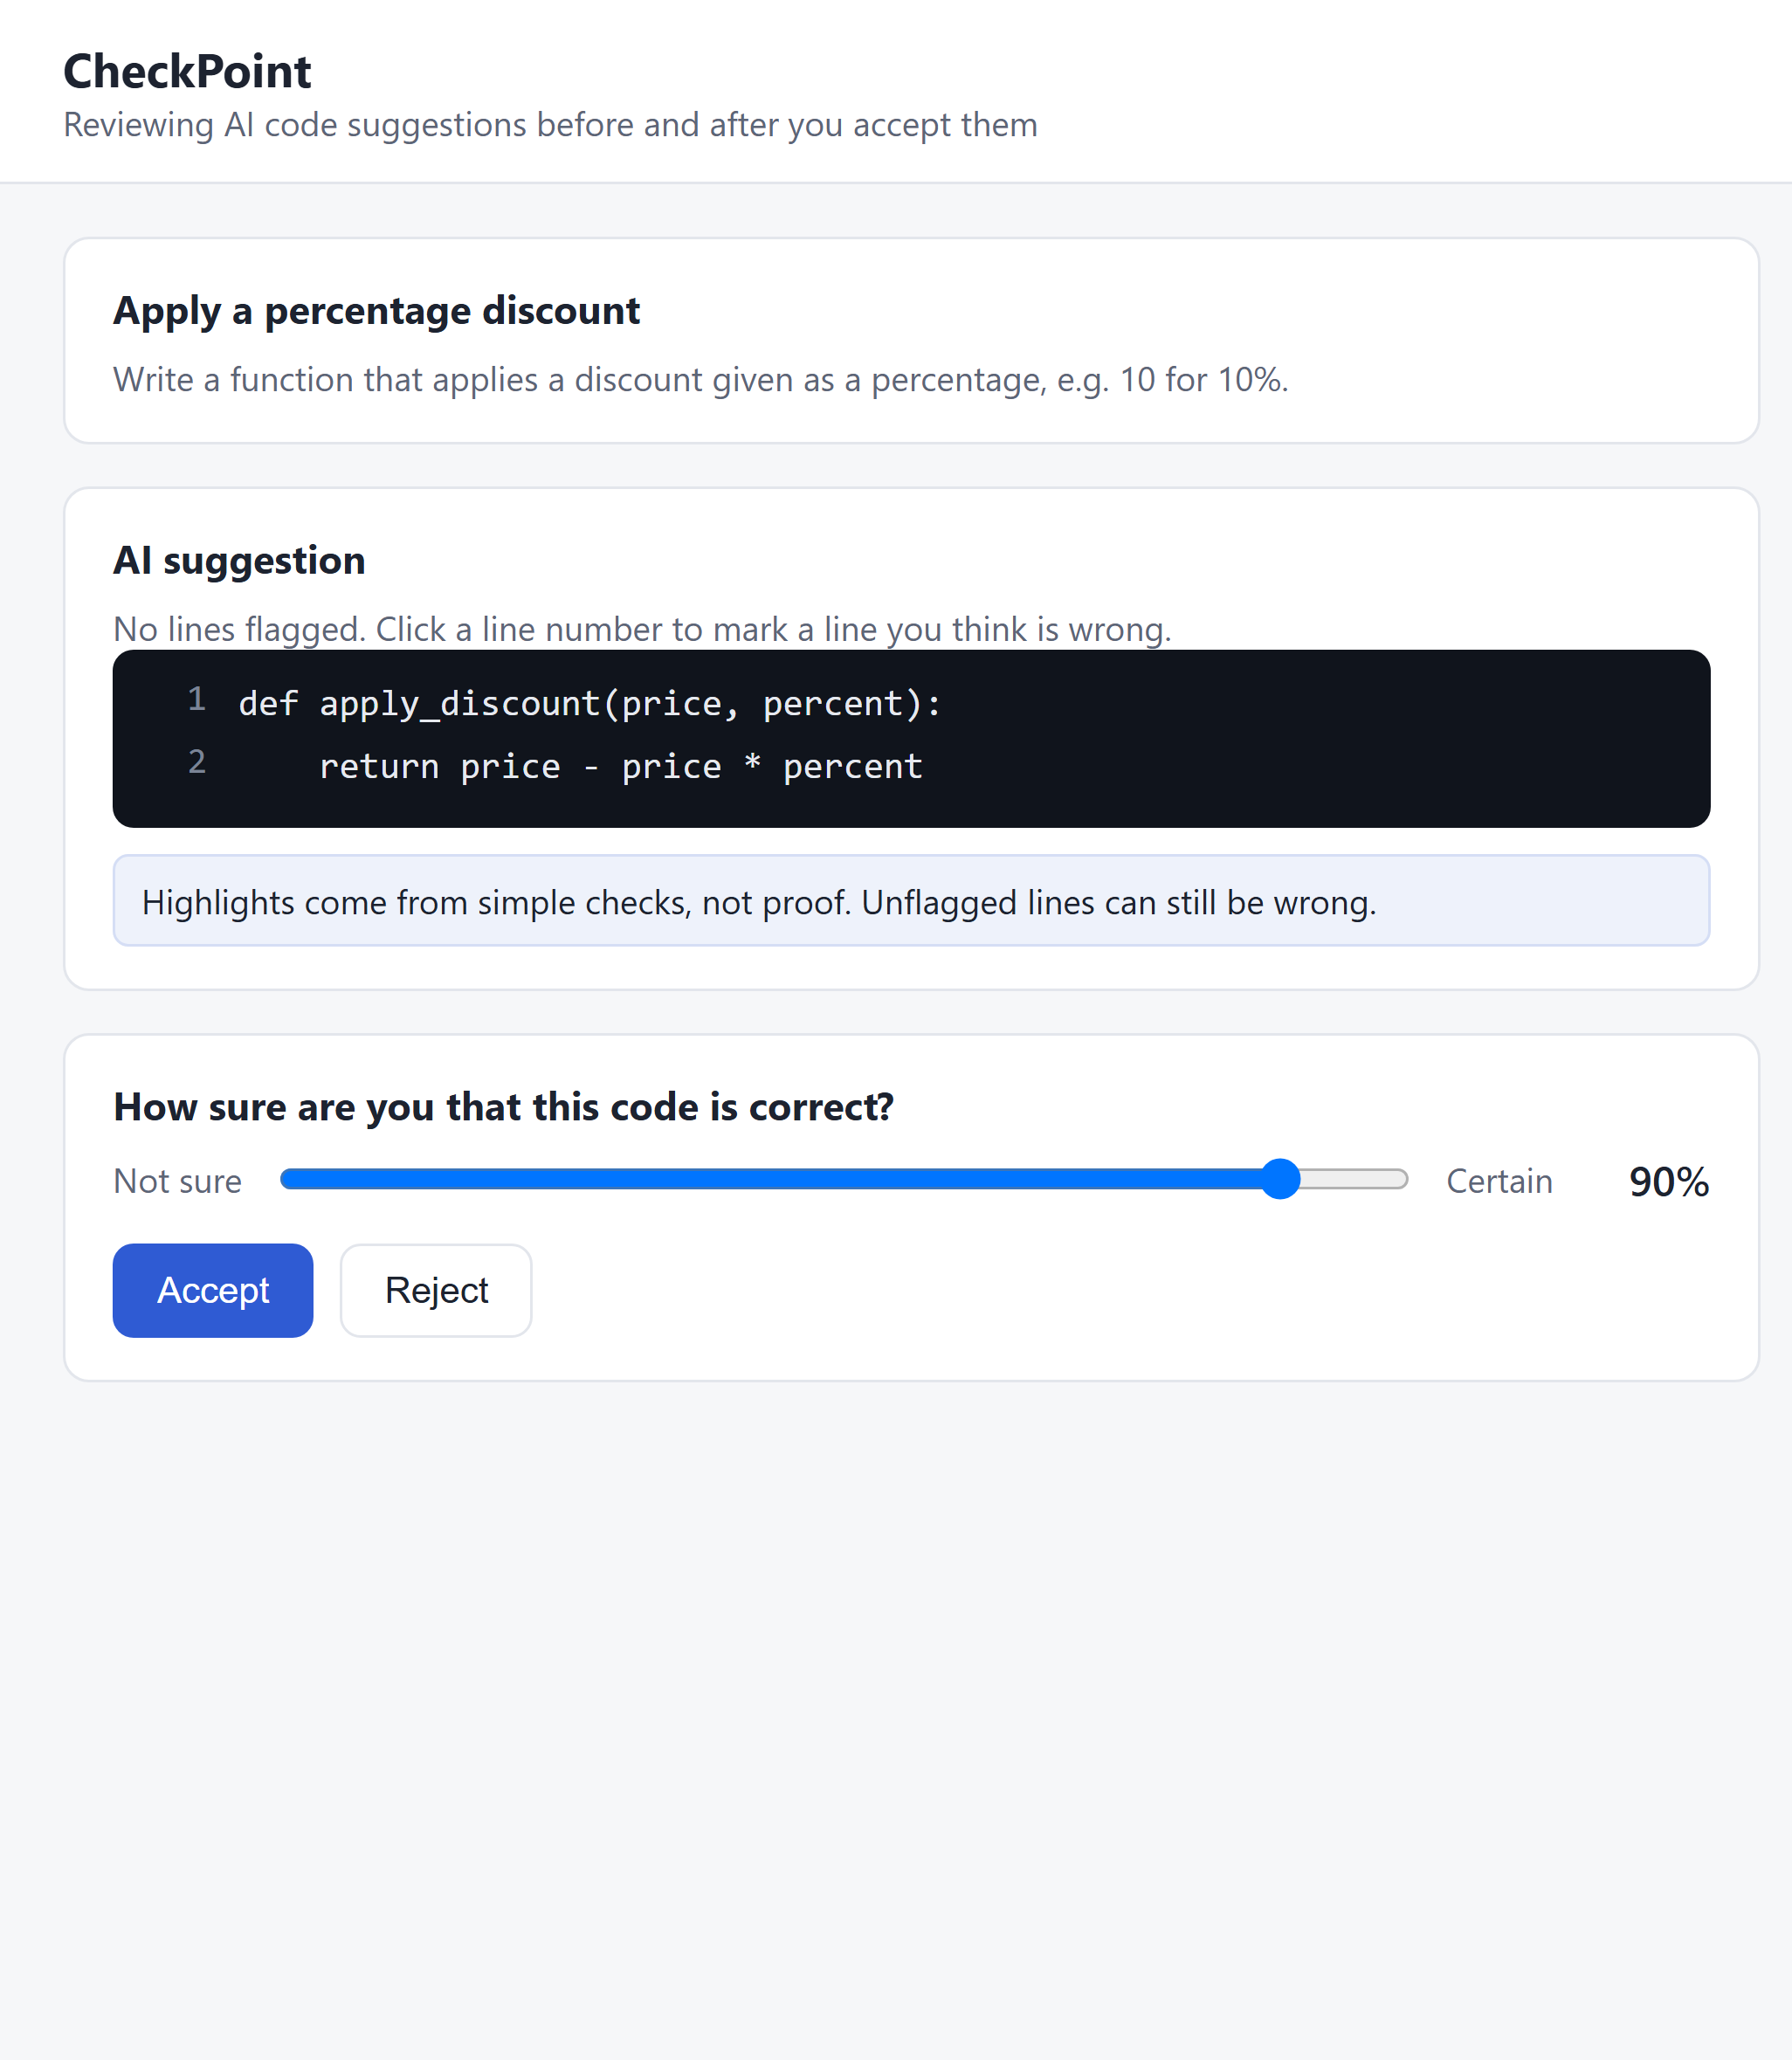 CheckPoint
Reviewing AI code suggestions before and after you accept them
Apply a percentage discount
Write a function that applies a discount given as a percentage, e.g. 10 for 10%.
AI suggestion
No lines flagged. Click a line number to mark a line you think is wrong.
1 def apply_discount(price, percent):
2     return price - price * percent
Highlights come from simple checks, not proof. Unflagged lines can still be wrong.
How sure are you that this code is correct?
Not sure Certain 90%
Accept Reject